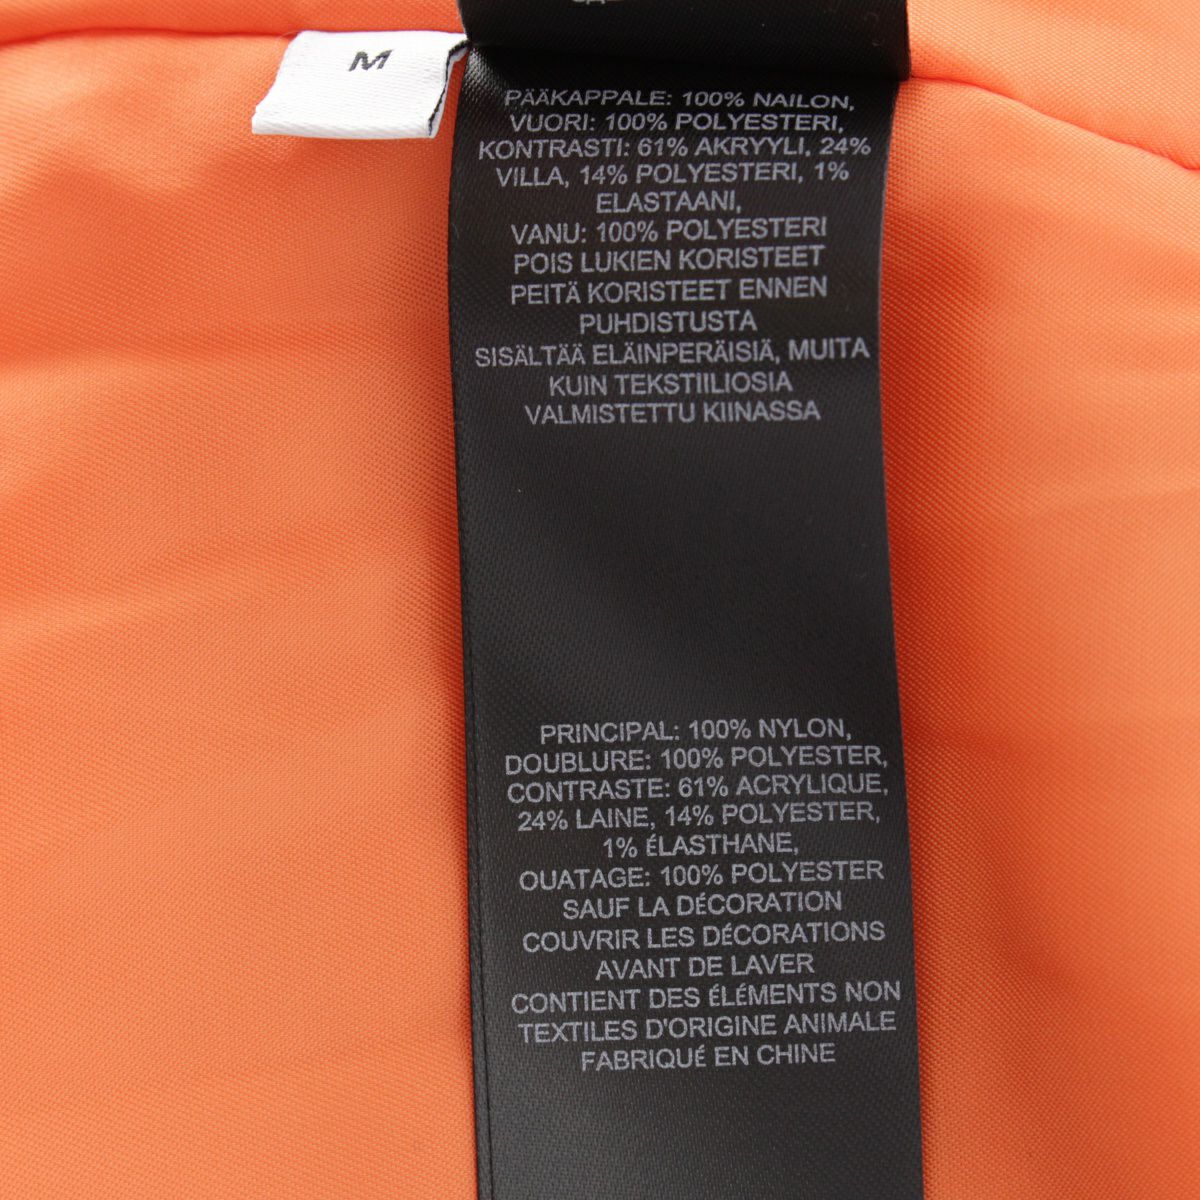 M
PÄÄKAPPALE: 100% NAILON,
VUORI: 100% POLYESTERI,
KONTRASTI: 61% AKRYYLI, 24%
VILLA, 14% POLYESTERI, 1%
ELASTAANI,
VANU: 100% POLYESTERI
POIS LUKIEN KORISTEET
PEITÄ KORISTEET ENNEN
PUHDISTUSTA
SISÄLTÄÄ ELÄINPERÄISIÄ, MUITA
KUIN TEKSTIILIOSIA
VALMISTETTU KIINASSA
PRINCIPAL: 100% NYLON,
DOUBLURE: 100% POLYESTER,
CONTRASTE: 61% ACRYLIQUE,
24% LAINE, 14% POLYESTER,
1% ÉLASTHANE,
OUATAGE: 100% POLYESTER
SAUF LA DÉCORATION
COUVRIR LES DÉCORATIONS
AVANT DE LAVER
CONTIENT DES ÉLÉMENTS NON
TEXTILES D'ORIGINE ANIMALE
FABRIQUÉ EN CHINE